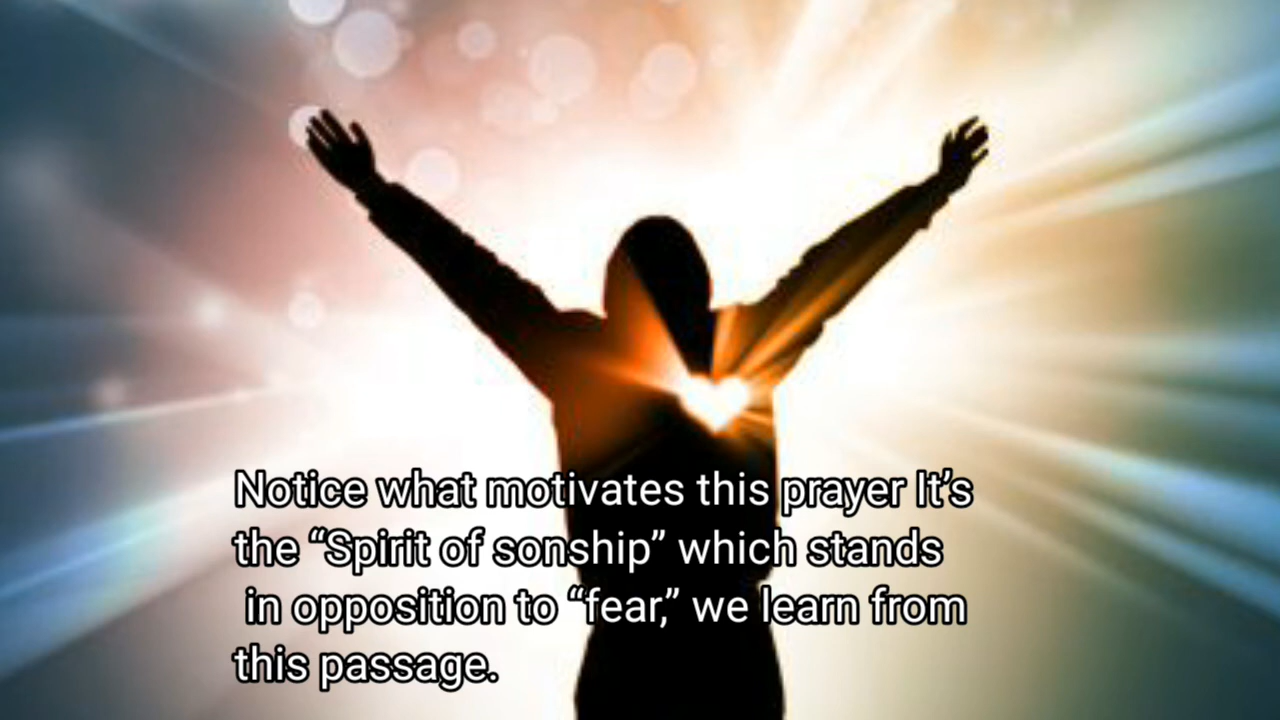 Notice what motivates this prayer It’s
the “Spirit of sonship” which stands
in opposition to “fear,” we learn from
this passage.